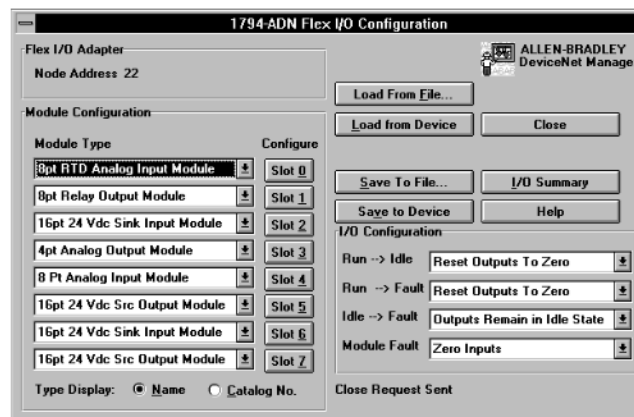 1794-ADN Flex I/O Configuration
Flex I/O Adapter
Node Address 22
ALLEN-BRADLEY
DeviceNet Manage
Load From File...
Load from Device
Close
Module Configuration
Module Type
Configure
8pt RTD Analog Input Module
Slot 0
8pt Relay Output Module
Slot 1
16pt 24 Vdc Sink Input Module
Slot 2
4pt Analog Output Module
Slot 3
8 Pt Analog Input Module
Slot 4
16pt 24 Vdc Src Output Module
Slot 5
16pt 24 Vdc Sink Input Module
Slot 6
16pt 24 Vdc Src Output Module
Slot 7
Type Display:
Name
Catalog No.
Save To File...
I/O Summary
Save to Device
Help
I/O Configuration
Run --> Idle
Reset Outputs To Zero
Run --> Fault
Reset Outputs To Zero
Idle --> Fault
Outputs Remain in Idle State
Module Fault
Zero Inputs
Close Request Sent